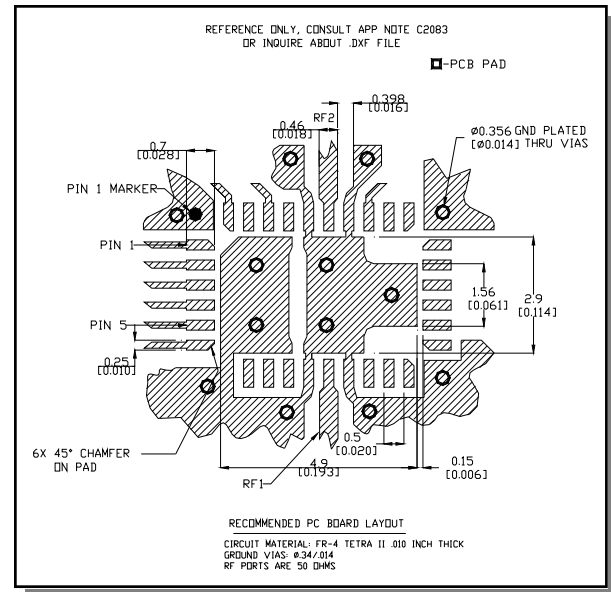 REFERENCE ONLY, CONSULT APP NOTE C2083
OR INQUIRE ABOUT .DXF FILE
-PCB PAD
0.398
[0.016]
0.46
[0.018]
RF2
Ø0.356 GND PLATED
[Ø0.014] THRU VIAS
0.7
[0.028]
PIN 1 MARKER
PIN 1
1.56
[0.061]
2.9
[0.114]
PIN 5
0.25
[0.010]
0.5
[0.020]
6X 45° CHAMFER
ON PAD
4.9
[0.193]
0.15
[0.006]
RF1
RECOMMENDED PC BOARD LAYOUT
CIRCUIT MATERIAL: FR-4 TETRA II .010 INCH THICK
GROUND VIAS: Ø.34/.014
RF PORTS ARE 50 OHMS